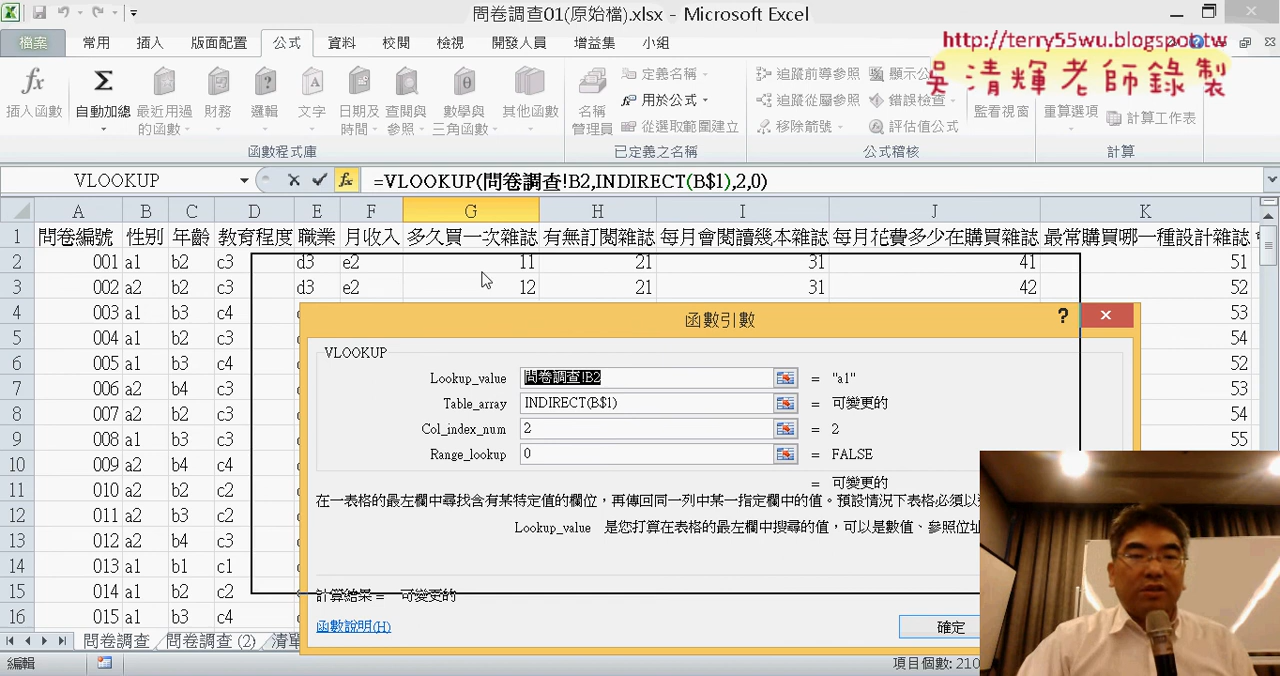 問卷調查01(原始檔).xlsx - Microsoft Excel
http://terry55wu.blogspot.tw
吳清輝老師錄製
檔案 常用 插入 版面配置 公式 資料 校閱 檢視 開發人員 增益集 小組
插入函數 自動加總 最近用過的函數 財務 邏輯 文字 日期及時間 查閱與參照 數學與三角函數 其他函數
函數程式庫
名稱管理員 定義名稱 用於公式 從選取範圍建立
已定義之名稱
追蹤前導參照 追蹤從屬參照 移除箭號 顯示公 錯誤檢查 評估值公式 監看視窗
公式稽核
重算選項 計算工作表
計算
VLOOKUP =VLOOKUP(問卷調查!B2,INDIRECT(B$1),2,0)
A B C D E F G H I J K
1 問卷編號 性別 年齡 教育程度 職業 月收入 多久買一次雜誌 有無訂閱雜誌 每月會閱讀幾本雜誌 每月花費多少在購買雜誌 最常購買哪一種設計雜誌
2 001 a1 b2 c3 d3 e2 11 21 31 41 51
3 002 a2 b2 c3 d3 e2 12 21 31 42 52
4 003 a1 b3 c4 53
5 004 a1 b2 c3 54
6 005 a1 b3 c4 52
7 006 a2 b4 c3 53
8 007 a2 b2 c3 54
9 008 a1 b3 c3 55
10 009 a2 b4 c4
11 010 a2 b2 c2
12 011 a2 b3 c2
13 012 a2 b4 c3
14 013 a1 b1 c1
15 014 a1 b2 c2
16 015 a1 b3 c4
函數引數
VLOOKUP
Lookup_value 問卷調查!B2 = "a1"
Table_array INDIRECT(B$1) = 可變更的
Col_index_num 2 = 2
Range_lookup 0 = FALSE
= 可變更的
在一表格的最左欄中尋找含有某特定值的欄位，再傳回同一列中某一指定欄中的值。預設情況下表格必須以
Lookup_value 是您打算在表格的最左欄中搜尋的值，可以是數值、參照位址
計算結果 = 可變更的
函數說明(H)
確定
問卷調查 問卷調查 (2) 清單
編輯 項目個數: 210